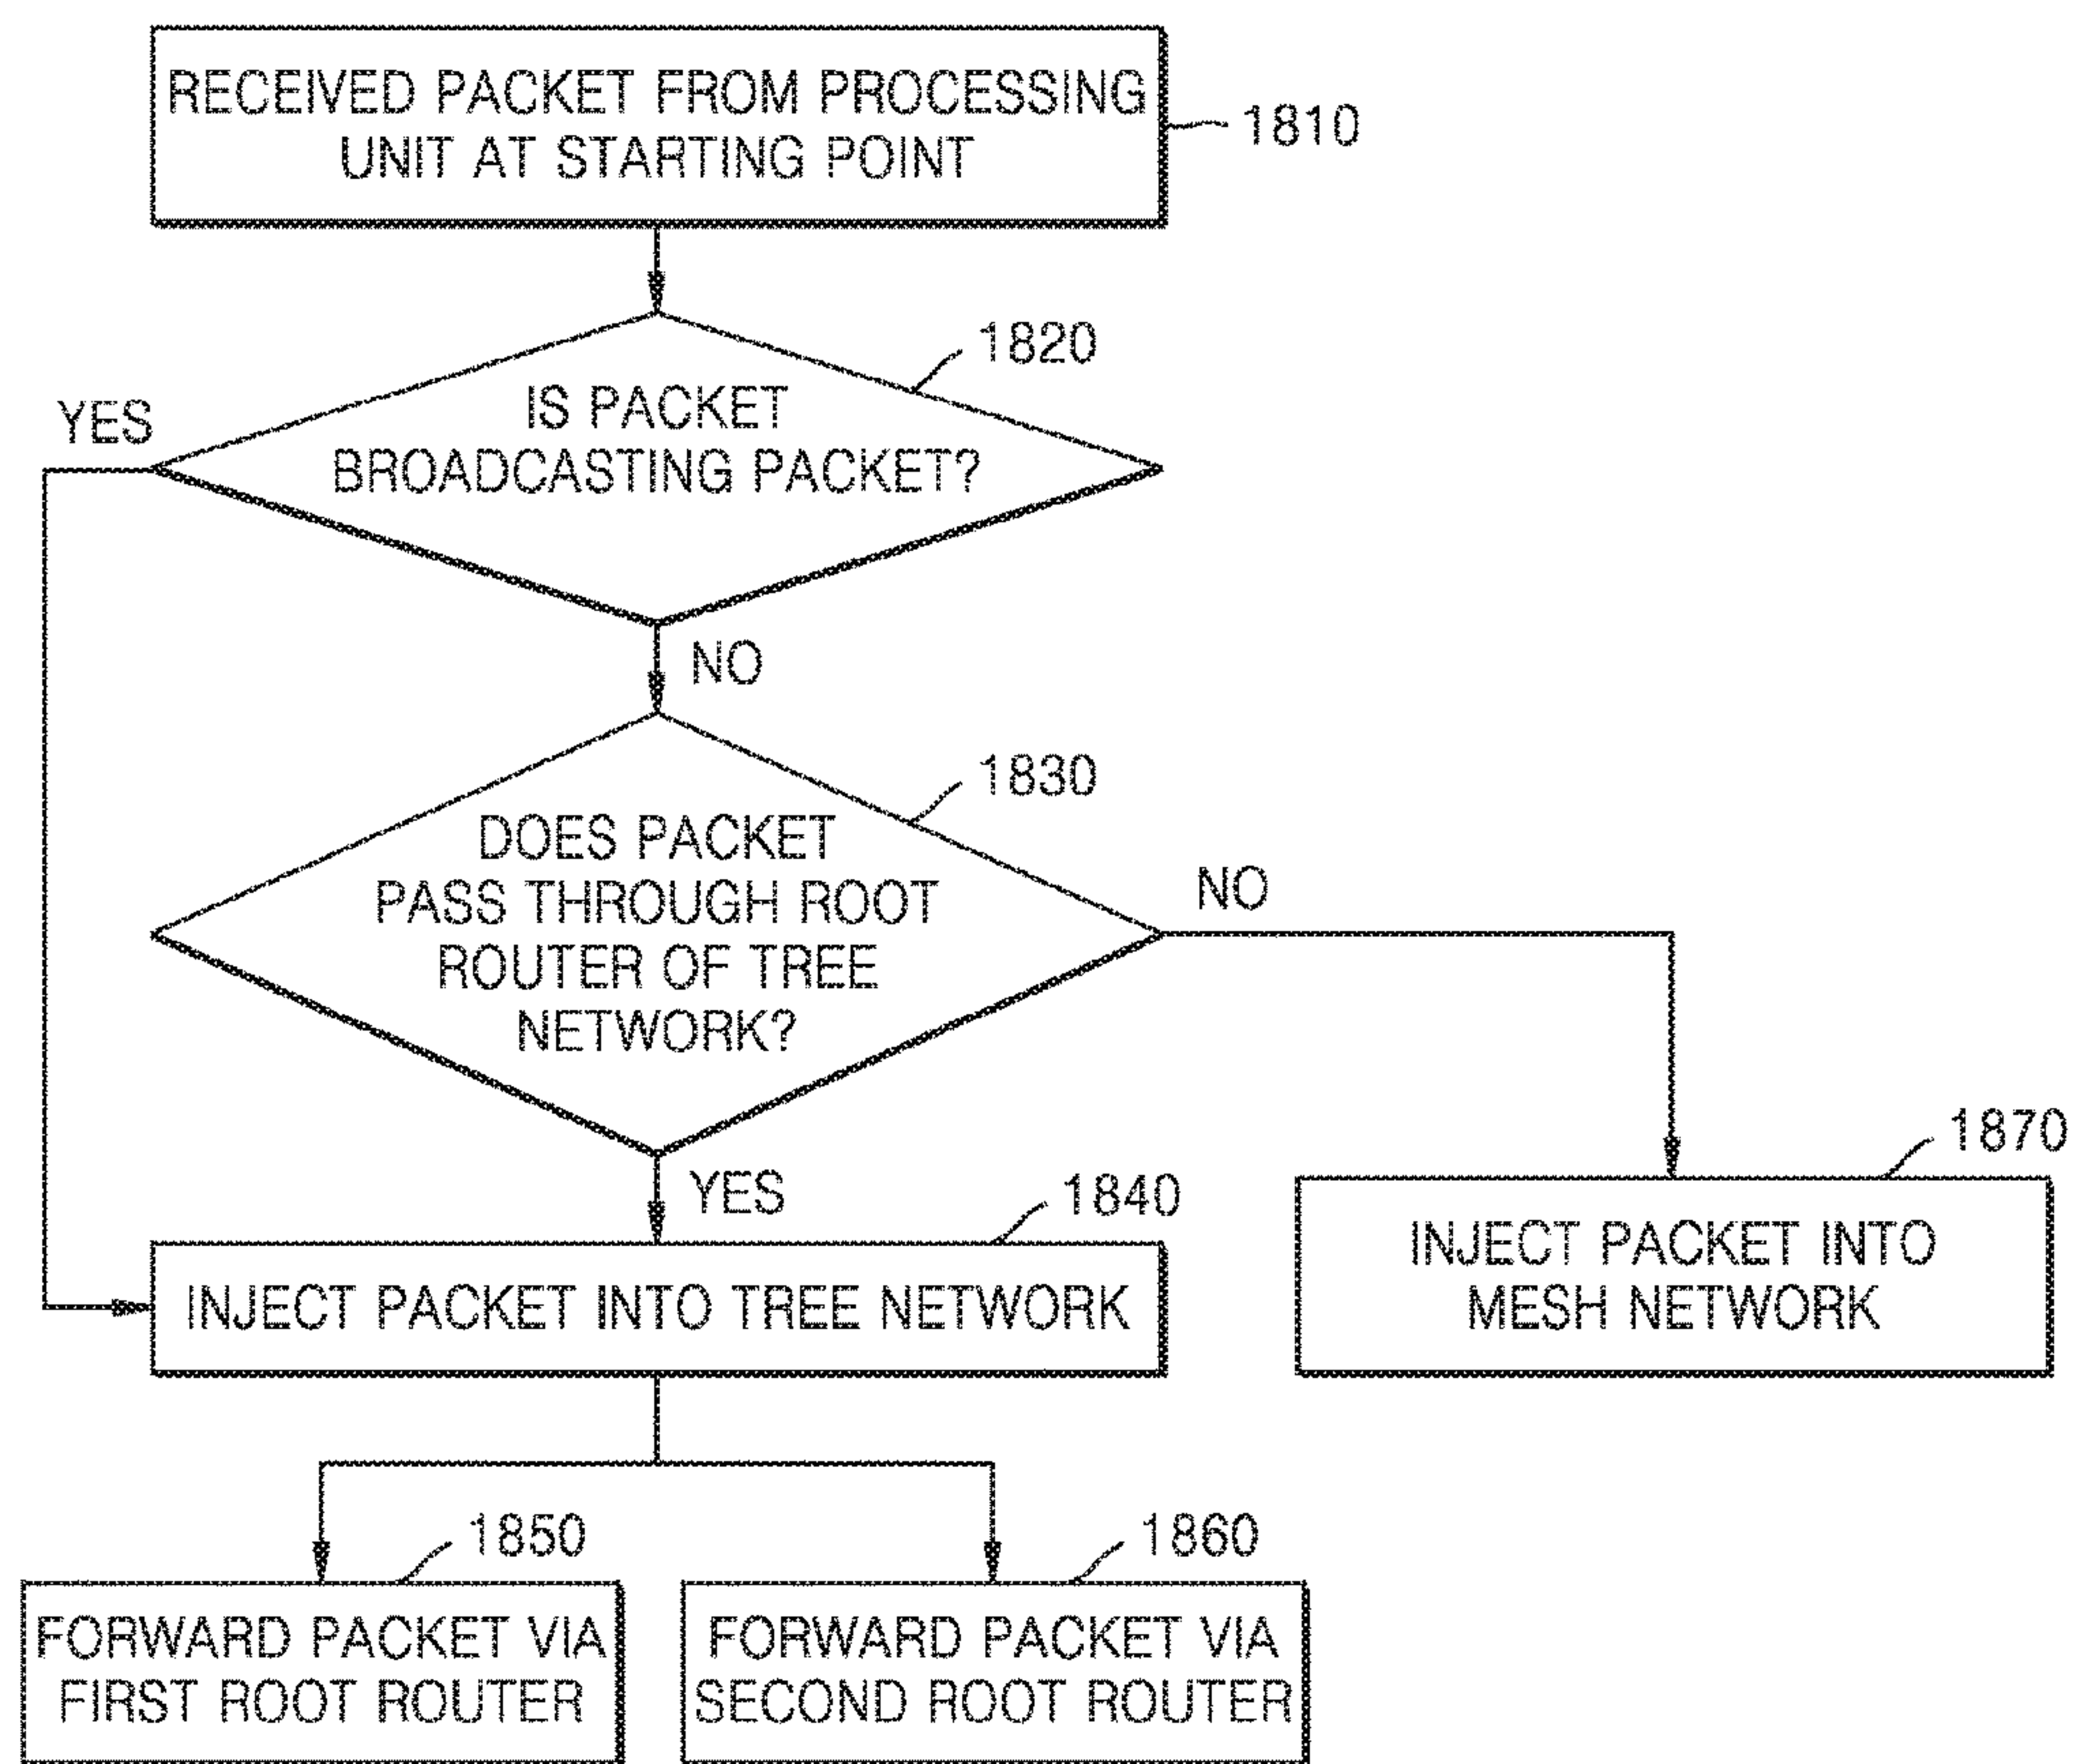 RECEIVED PACKET FROM PROCESSING
UNIT AT STARTING POINT
1810
1820
YES
IS PACKET
BROADCASTING PACKET?
NO
1830
DOES PACKET
PASS THROUGH ROOT
ROUTER OF TREE
NETWORK?
NO
YES
1840
1870
INJECT PACKET INTO TREE NETWORK
INJECT PACKET INTO
MESH NETWORK
1850
1860
FORWARD PACKET VIA
FIRST ROOT ROUTER
FORWARD PACKET VIA
SECOND ROOT ROUTER